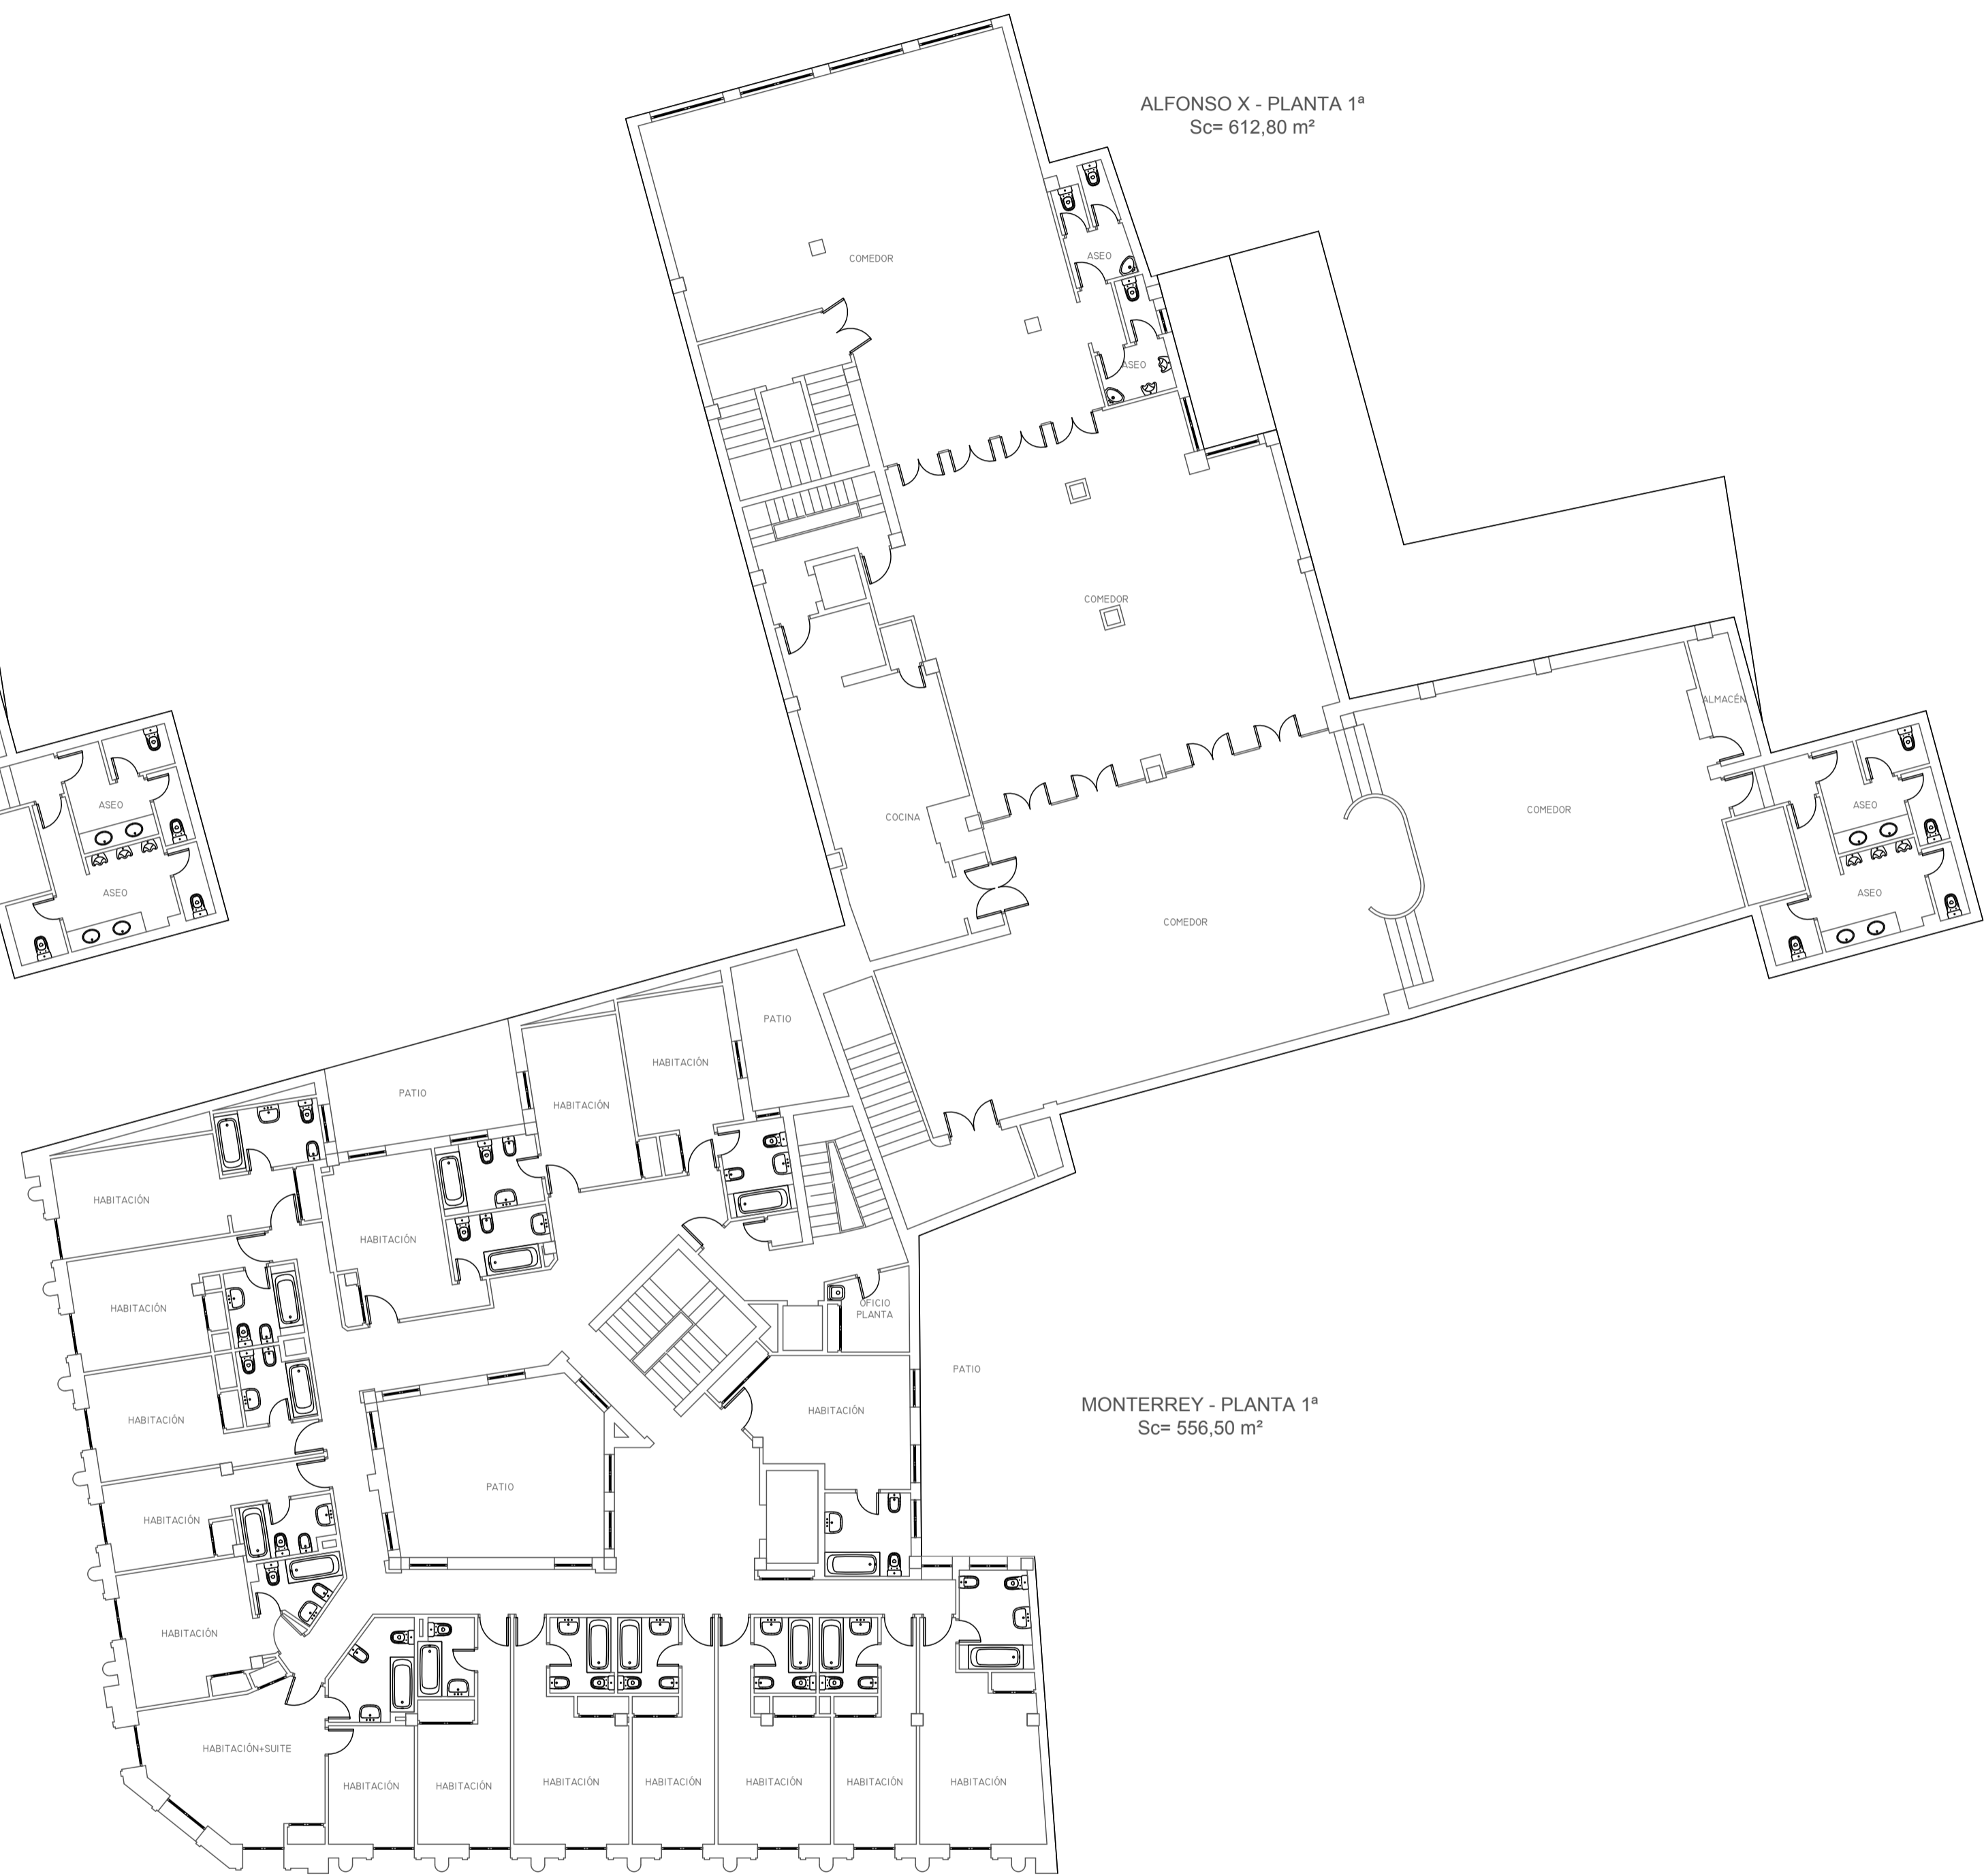 ALFONSO X - PLANTA 1ª
Sc= 612,80 m²
COMEDOR
ASEO
ASEO
COMEDOR
ALMACÉN
ASEO
ASEO
COCINA
COMEDOR
ASEO
ASEO
COMEDOR
PATIO
HABITACIÓN
PATIO
HABITACIÓN
HABITACIÓN
HABITACIÓN
HABITACIÓN
OFICIO
PLANTA
PATIO
HABITACIÓN
HABITACIÓN
MONTERREY - PLANTA 1ª
Sc= 556,50 m²
PATIO
HABITACIÓN
HABITACIÓN
HABITACIÓN+SUITE
HABITACIÓN
HABITACIÓN
HABITACIÓN
HABITACIÓN
HABITACIÓN
HABITACIÓN
HABITACIÓN